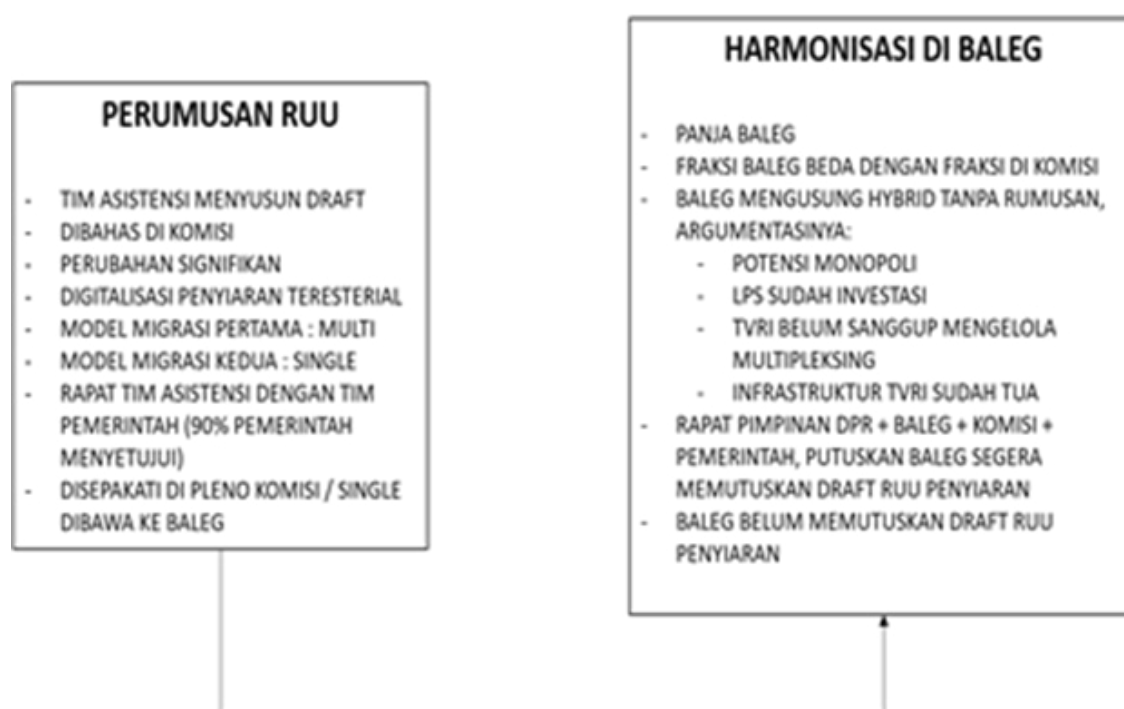 PERUMUSAN RUU
- TIM ASISTENSI MENYUSUN DRAFT
- DIBAHAS DI KOMISI
- PERUBAHAN SIGNIFIKAN
- DIGITALISASI PENYIARAN TERESTERIAL
- MODEL MIGRASI PERTAMA : MULTI
- MODEL MIGRASI KEDUA : SINGLE
- RAPAT TIM ASISTENSI DENGAN TIM
PEMERINTAH (90% PEMERINTAH
MENYETUJUI)
- DISEPAKATI DI PLENO KOMISI / SINGLE
DIBAWA KE BALEG
HARMONISASI DI BALEG
- PANJA BALEG
- FRAKSI BALEG BEDA DENGAN FRAKSI DI KOMISI
- BALEG MENGUSUNG HYBRID TANPA RUMUSAN,
ARGUMENTASINYA:
- POTENSI MONOPOLI
- LPS SUDAH INVESTASI
- TVRI BELUM SANGGUP MENGELOLA
MULTIPLEKSING
- INFRASTRUKTUR TVRI SUDAH TUA
- RAPAT PIMPINAN DPR + BALEG + KOMISI +
PEMERINTAH, PUTUSKAN BALEG SEGERA
MEMUTUSKAN DRAFT RUU PENYIARAN
- BALEG BELUM MEMUTUSKAN DRAFT RUU
PENYIARAN